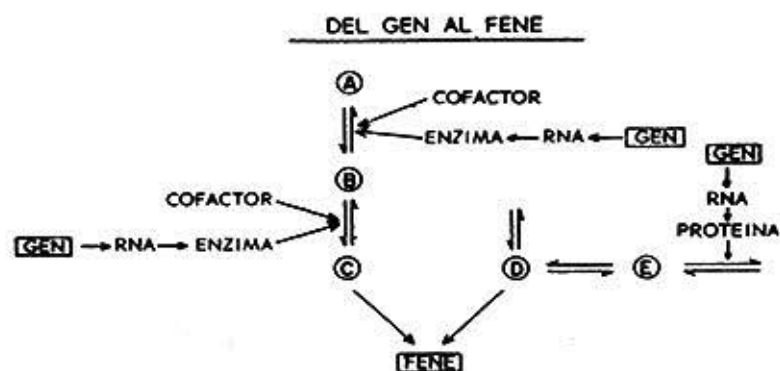 DEL GEN AL FENE
A
COFACTOR
ENZIMA RNA GEN
GEN
B
RNA
COFACTOR
PROTEINA
GEN RNA ENZIMA
C D E
FENE